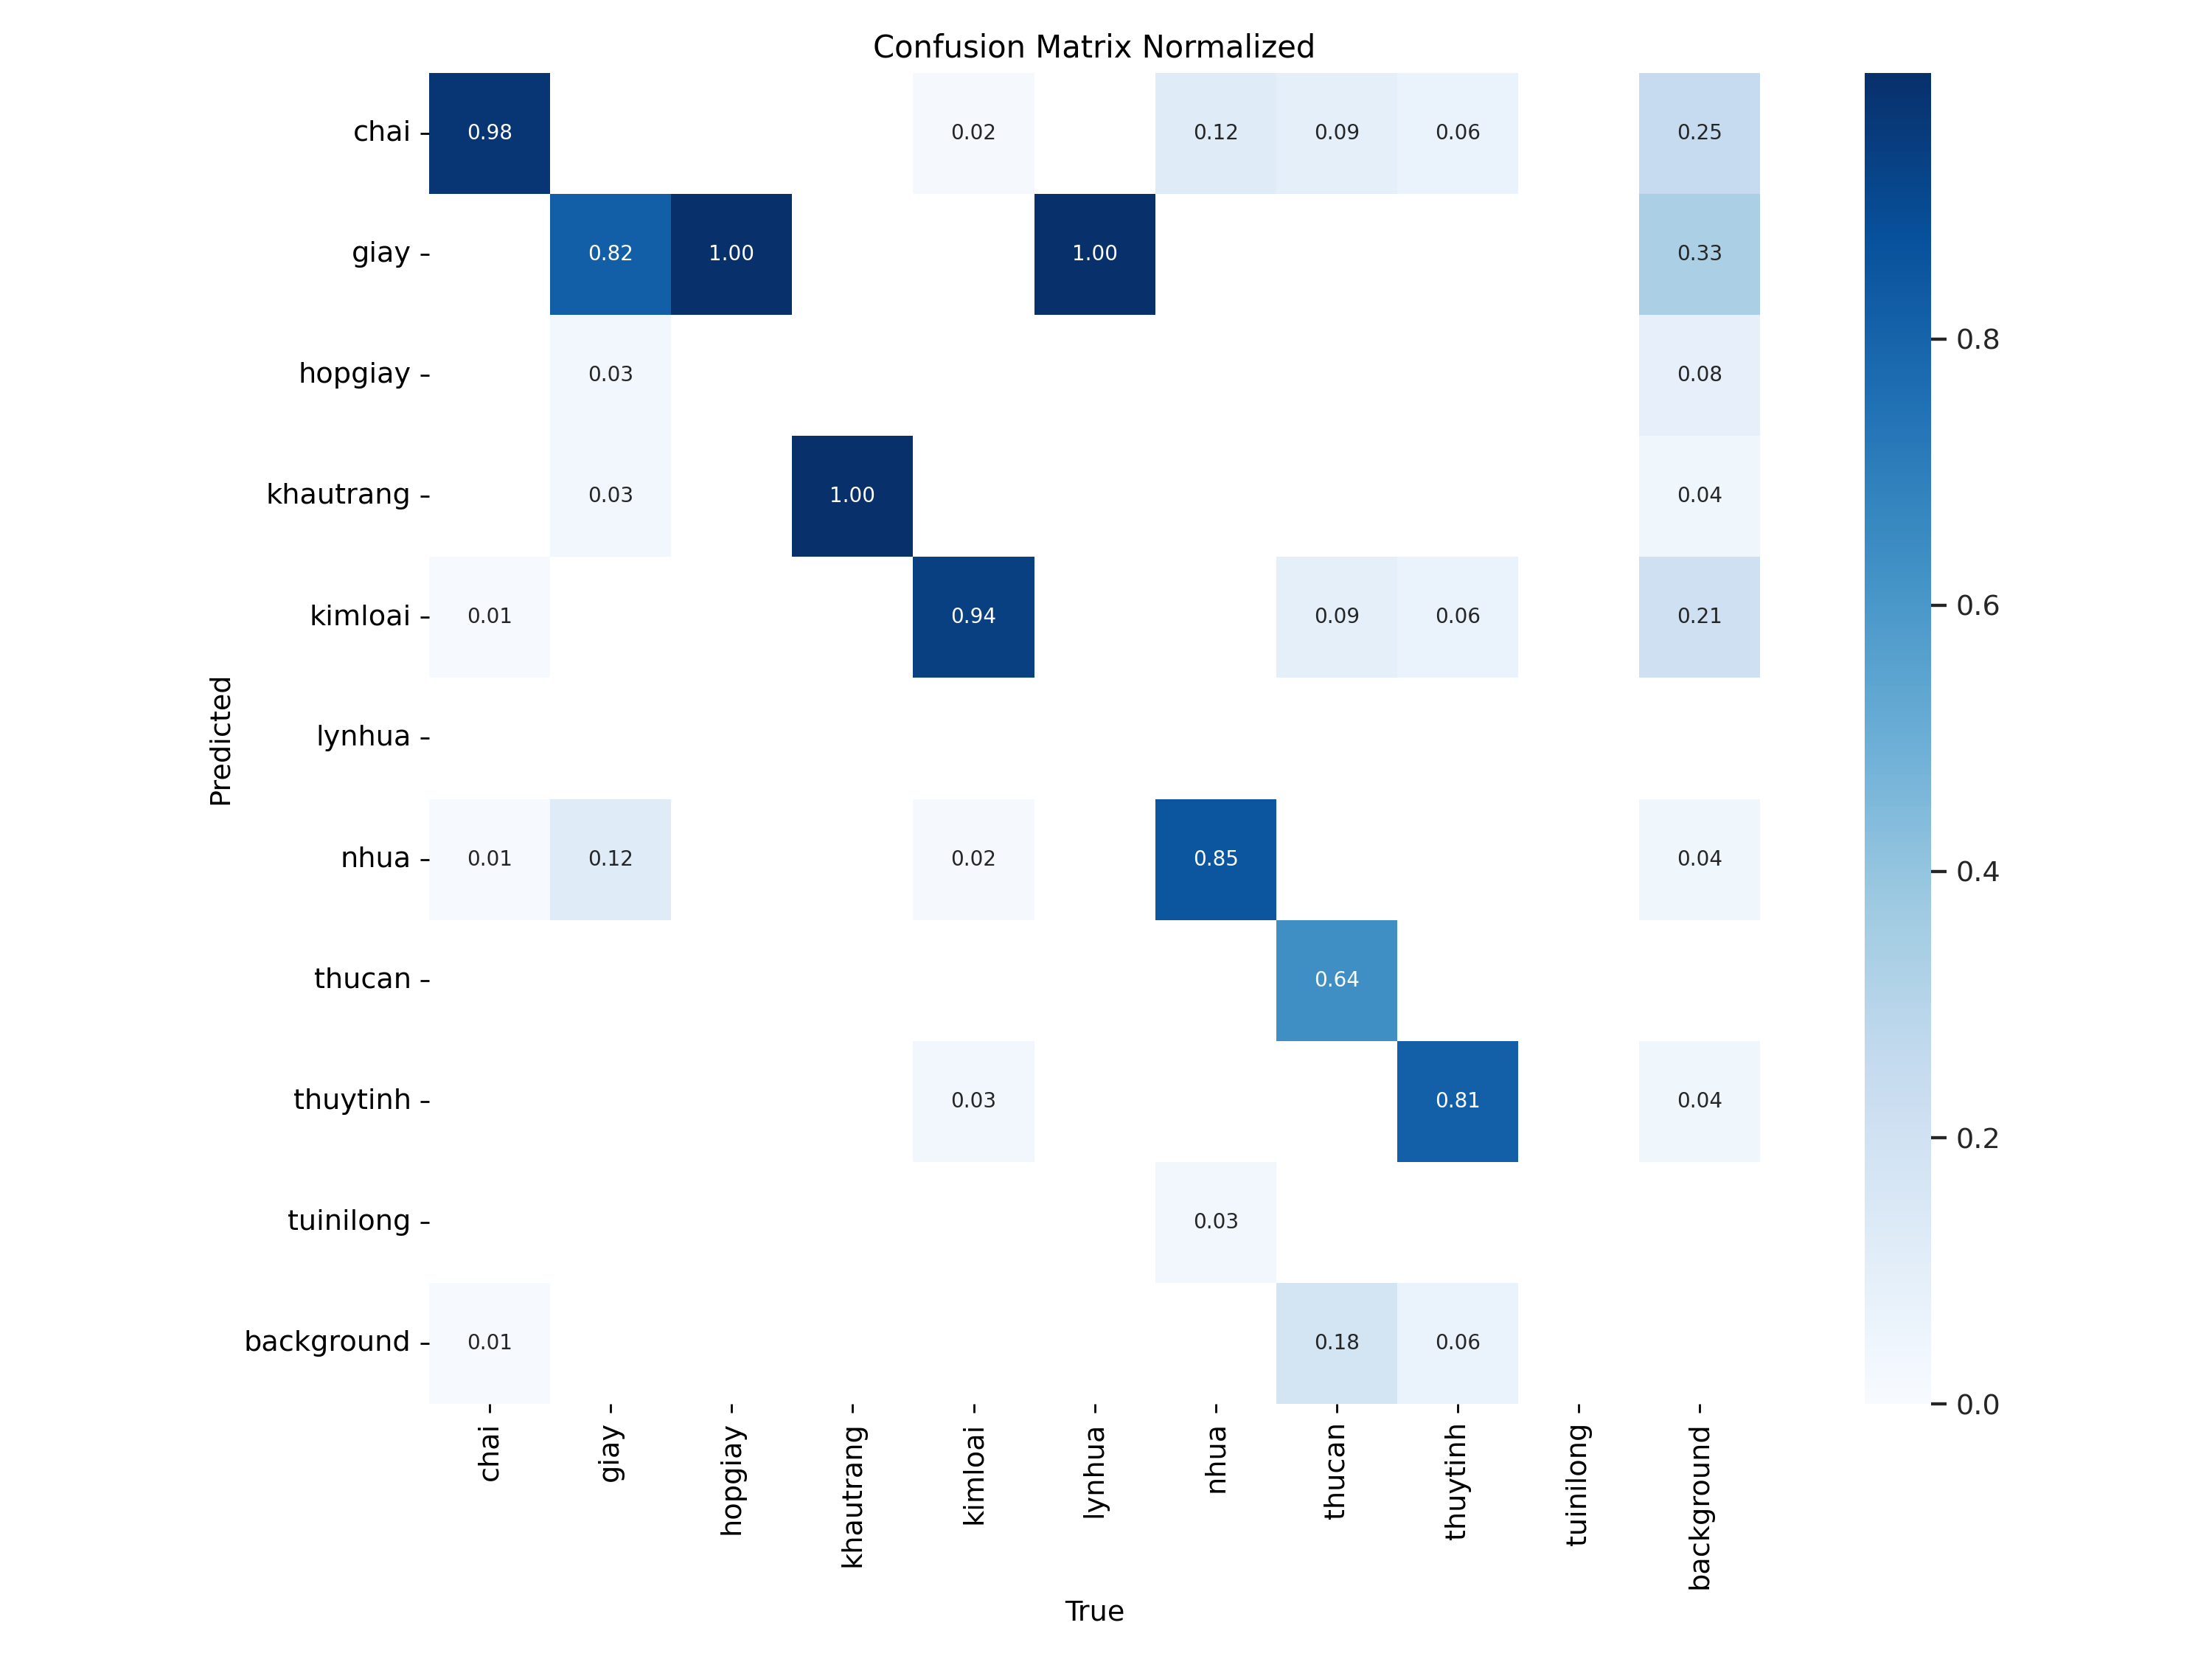 Confusion Matrix Normalized
chai 0.98 0.02 0.12 0.09 0.06 0.25
giay 0.82 1.00 1.00 0.33
0.8
hopgiay 0.03 0.08
khautrang 0.03 1.00 0.04
0.6
kimloai 0.01 0.94 0.09 0.06 0.21
Predicted
lynhua
nhua 0.01 0.12 0.02 0.85 0.04
0.4
thucan 0.64
thuytinh 0.03 0.81 0.04
0.2
tuinilong 0.03
background 0.01 0.18 0.06
0.0
chai giay hopgiay khautrang kimloai lynhua nhua thucan thuytinh tuinilong background
True